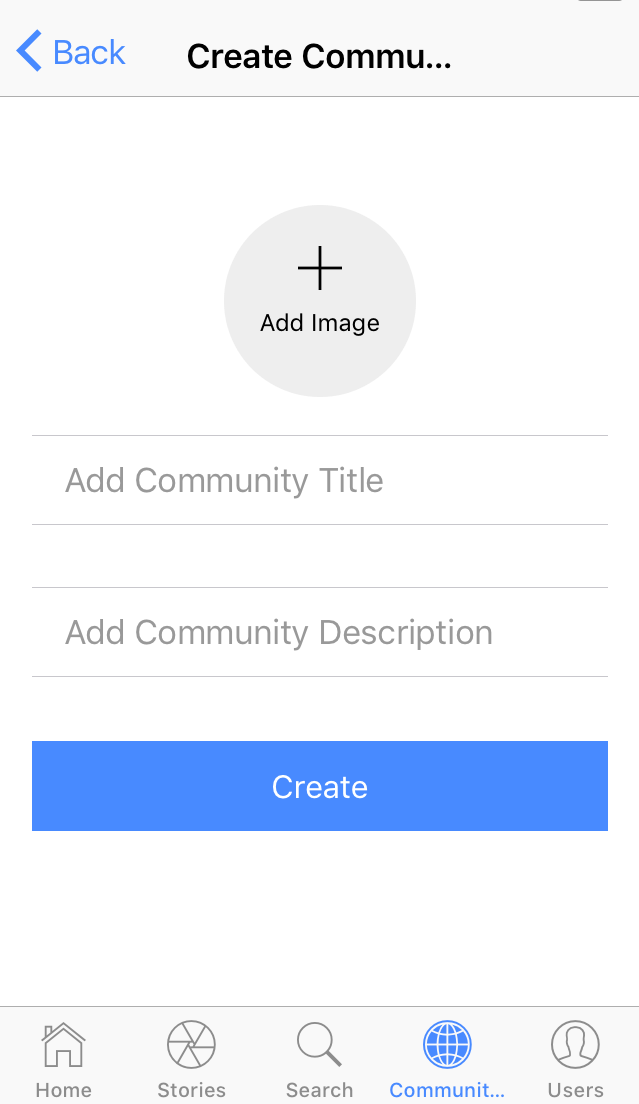 Back
Create Commu...
Add Image
Add Community Title
Add Community Description
Create
Home
Stories
Search
Communit...
Users